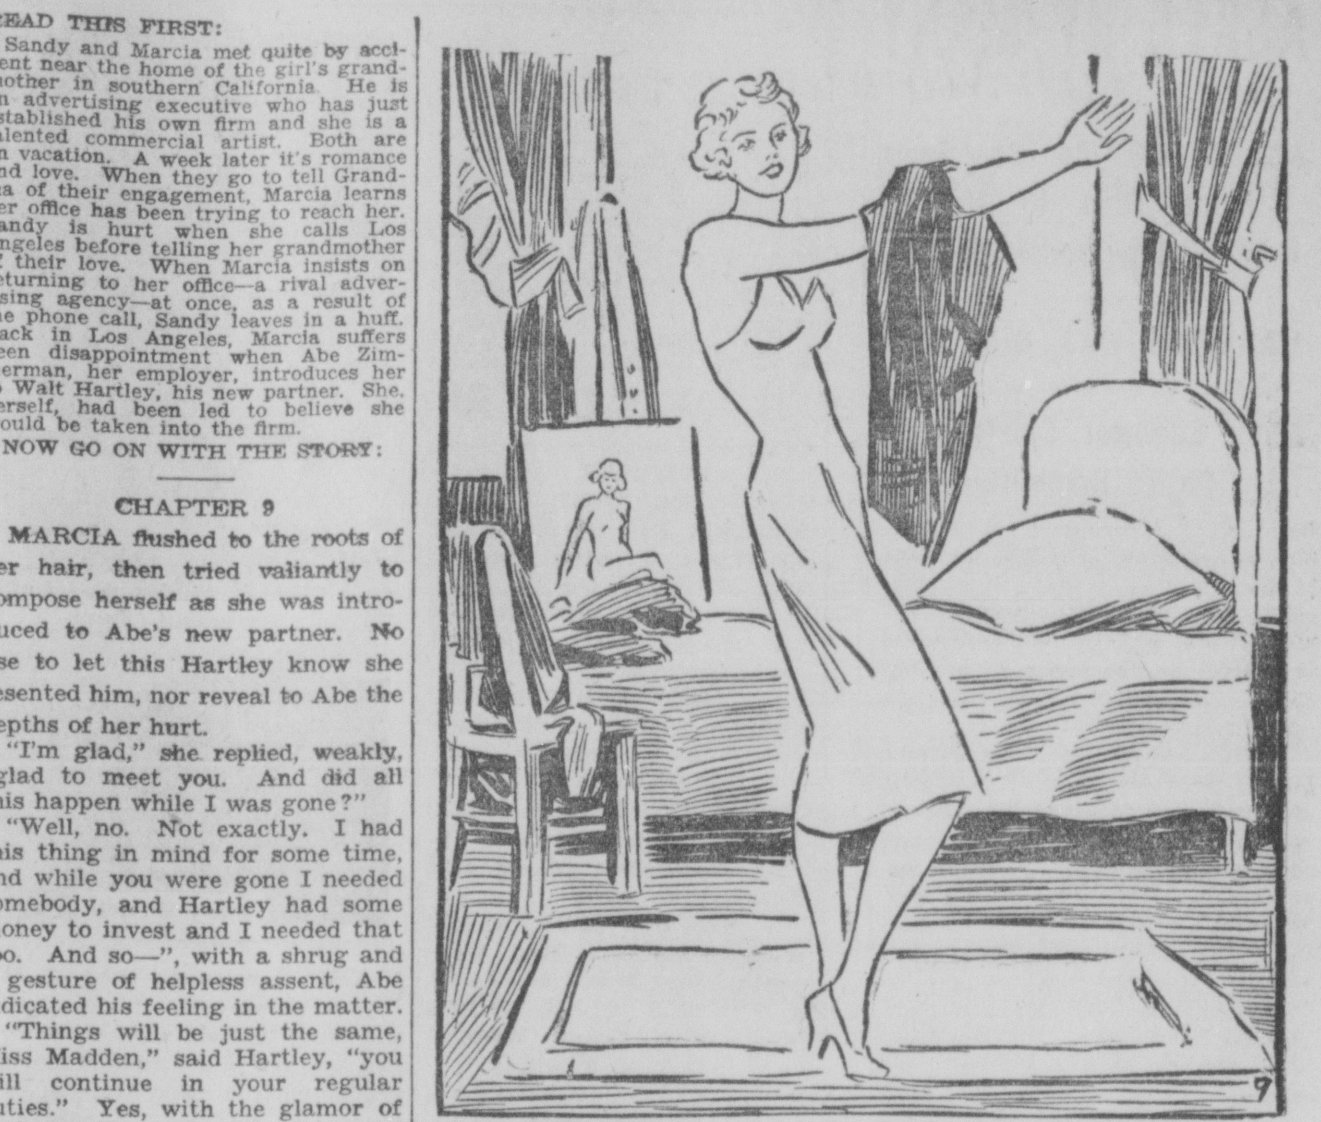 EAD THIS FIRST:
Sandy and Marcia met quite by acci-
ent near the home of the girl's grand-
nother in southern California. He is
n advertising executive who has just
stablished his own firm and she is a
alented commercial artist. Both are
n vacation. A week later it's romance
nd love. When they go to tell Grand-
a of their engagement, Marcia learns
er office has been trying to reach her.
andy is hurt when she calls Los
ngeles before telling her grandmother
f their love. When Marcia insists on
eturning to her office—a rival adver-
sing agency—at once, as a result of
e phone call, Sandy leaves in a huff.
ack in Los Angeles, Marcia suffers
een disappointment when Abe Zim-
erman, her employer, introduces her
o Walt Hartley, his new partner. She,
erself, had been led to believe she
ould be taken into the firm.
NOW GO ON WITH THE STORY:
CHAPTER 9
MARCIA flushed to the roots of
er hair, then tried valiantly to
ompose herself as she was intro-
uced to Abe's new partner. No
se to let this Hartley know she
esented him, nor reveal to Abe the
epths of her hurt.
"I'm glad," she replied, weakly,
glad to meet you. And did all
his happen while I was gone?"
"Well, no. Not exactly. I had
his thing in mind for some time,
nd while you were gone I needed
omebody, and Hartley had some
oney to invest and I needed that
oo. And so—", with a shrug and
gesture of helpless assent, Abe
dicated his feeling in the matter.
"Things will be just the same,
iss Madden," said Hartley, "you
ill continue in your regular
uties." Yes, with the glamor of
9